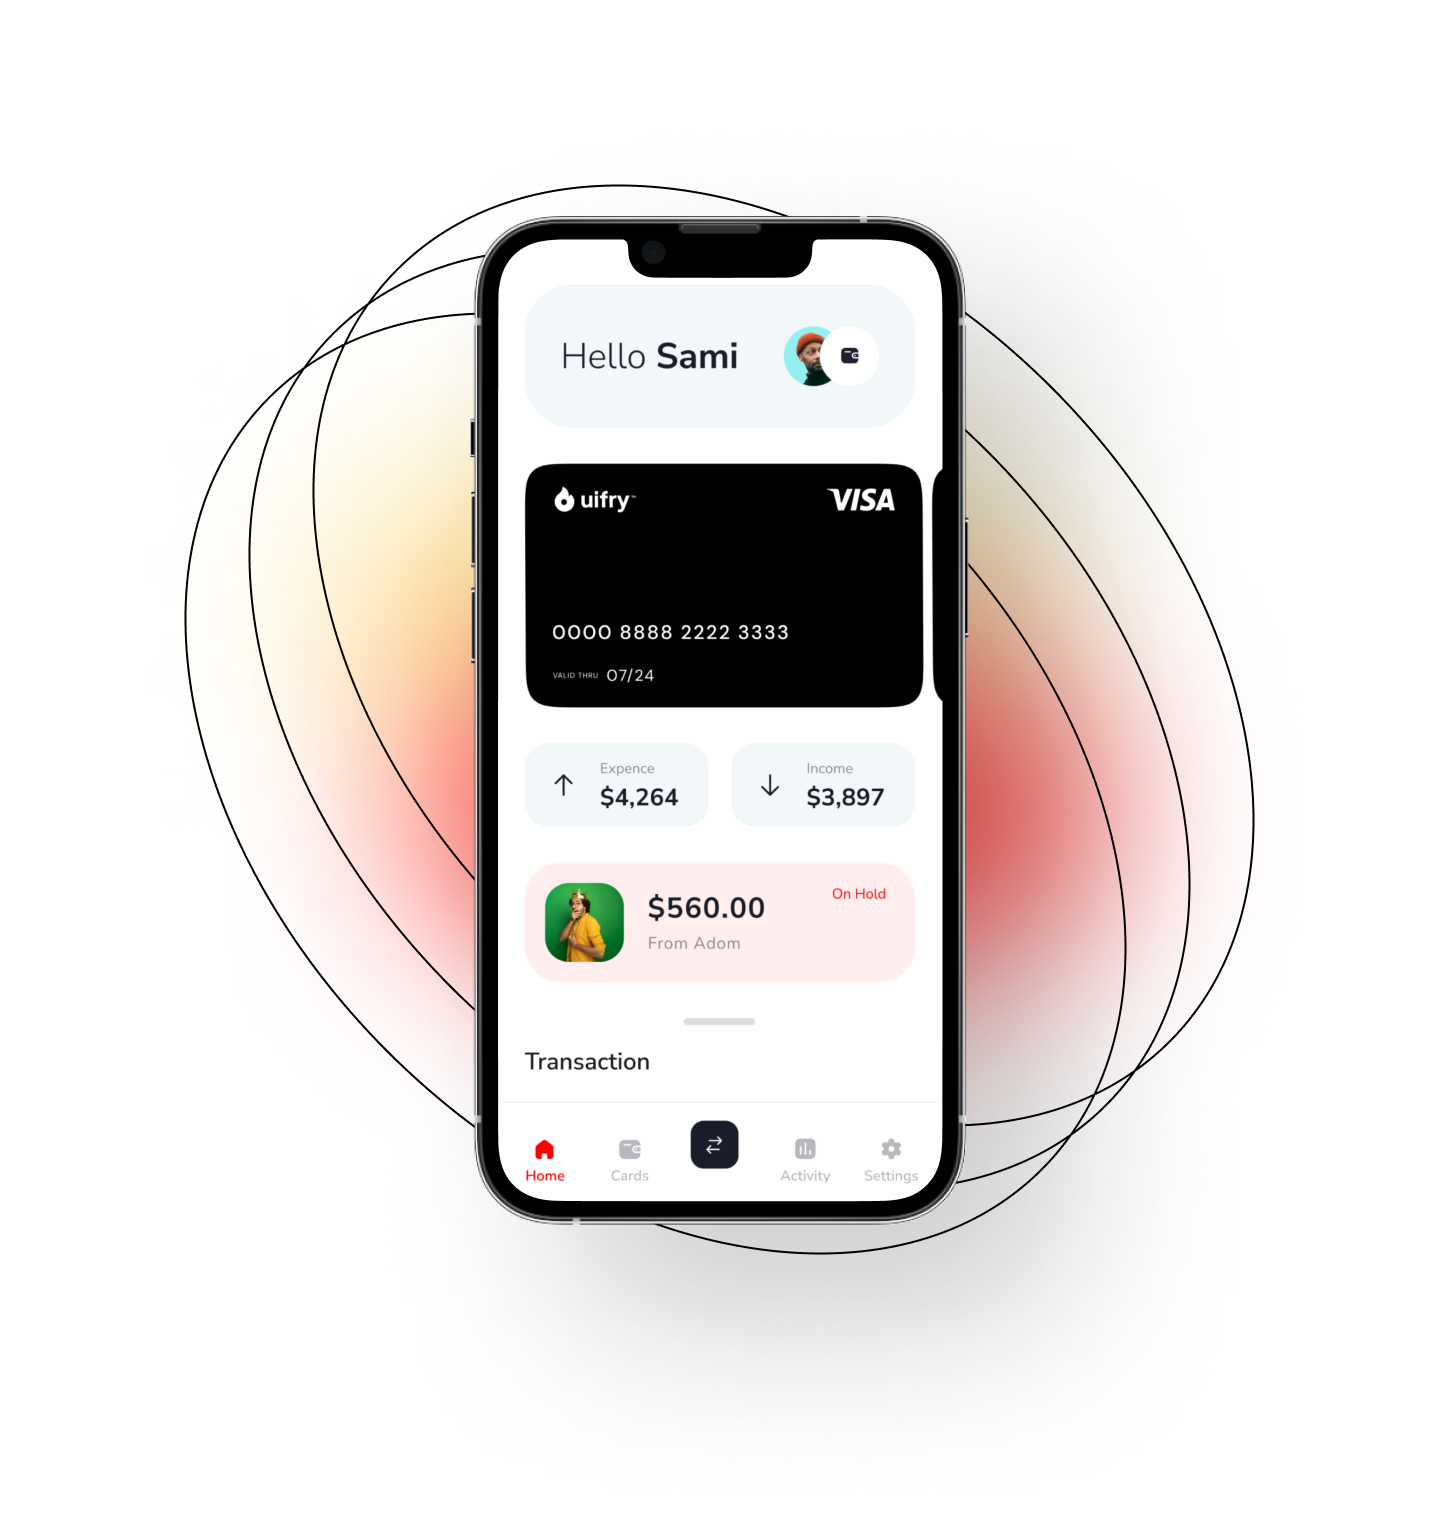 Hello Sami
uifry™
VISA
0000 8888 2222 3333
VALID THRU 07/24
Expence
$4,264
Income
$3,897
$560.00
On Hold
From Adom
Transaction
Home
Cards
Activity
Settings